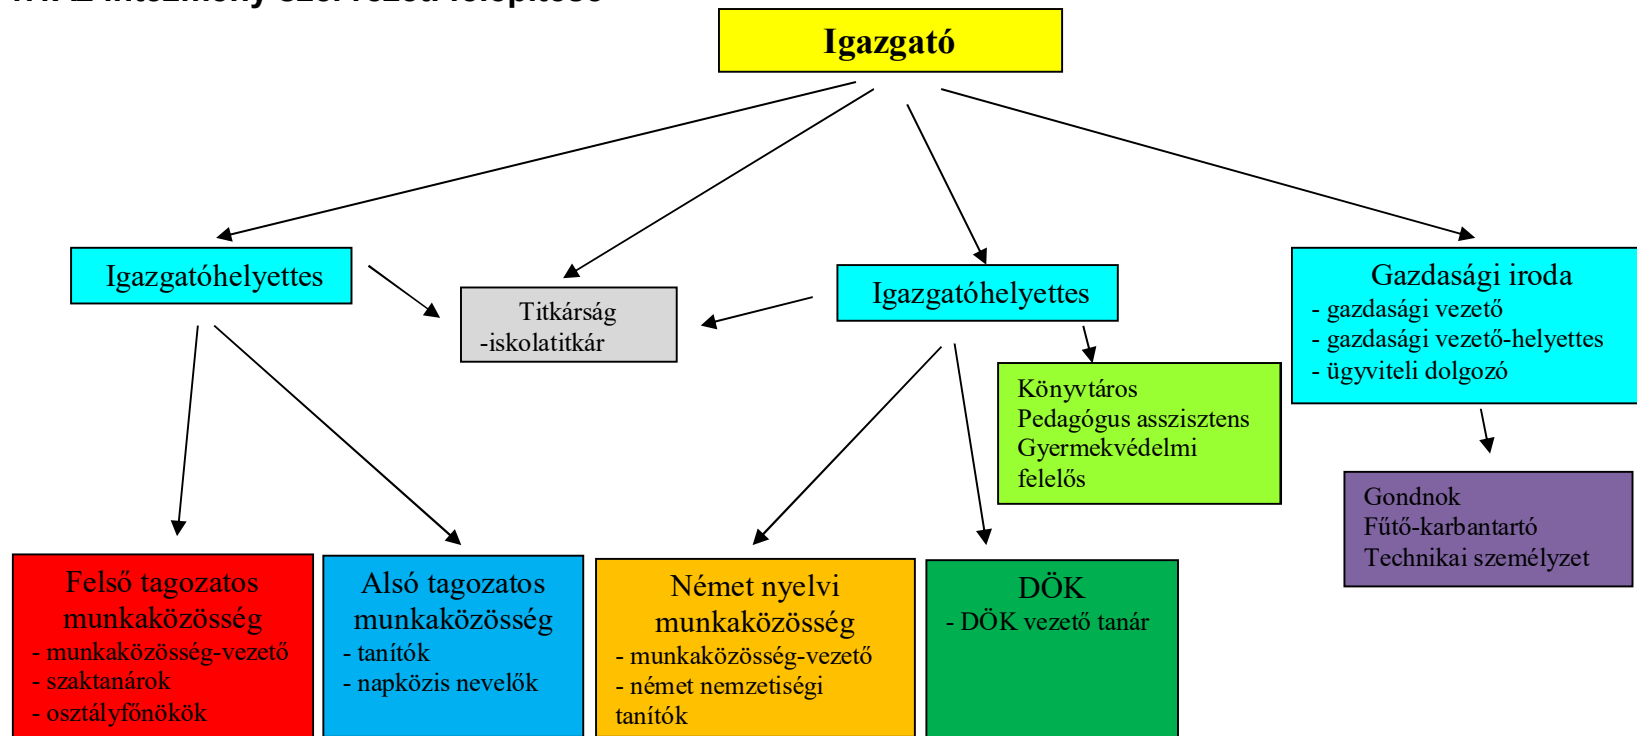 Igazgató
Igazgatóhelyettes
Titkárság
-iskolatitkár
Igazgatóhelyettes
Gazdasági iroda
- gazdasági vezető
- gazdasági vezető-helyettes
- ügyviteli dolgozó
Könyvtáros
Pedagógus asszisztens
Gyermekvédelmi
felelős
Gondnok
Fűtő-karbantartó
Technikai személyzet
Felső tagozatos
munkaközösség
- munkaközösség-vezető
- szaktanárok
- osztályfőnökök
Alsó tagozatos
munkaközösség
- tanítók
- napközis nevelők
Német nyelvi
munkaközösség
- munkaközösség-vezető
- német nemzetiségi
tanítók
DÖK
- DÖK vezető tanár